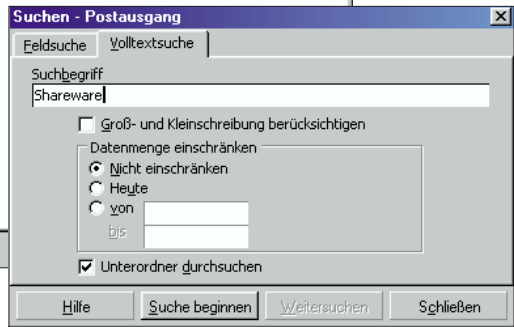 Suchen - Postausgang
Feldsuche Volltextsuche
Suchbegriff
Shareware
Groß- und Kleinschreibung berücksichtigen
Datenmenge einschränken
Nicht einschränken
Heute
von
bis
Unterordner durchsuchen
Hilfe Suche beginnen Weitersuchen Schließen